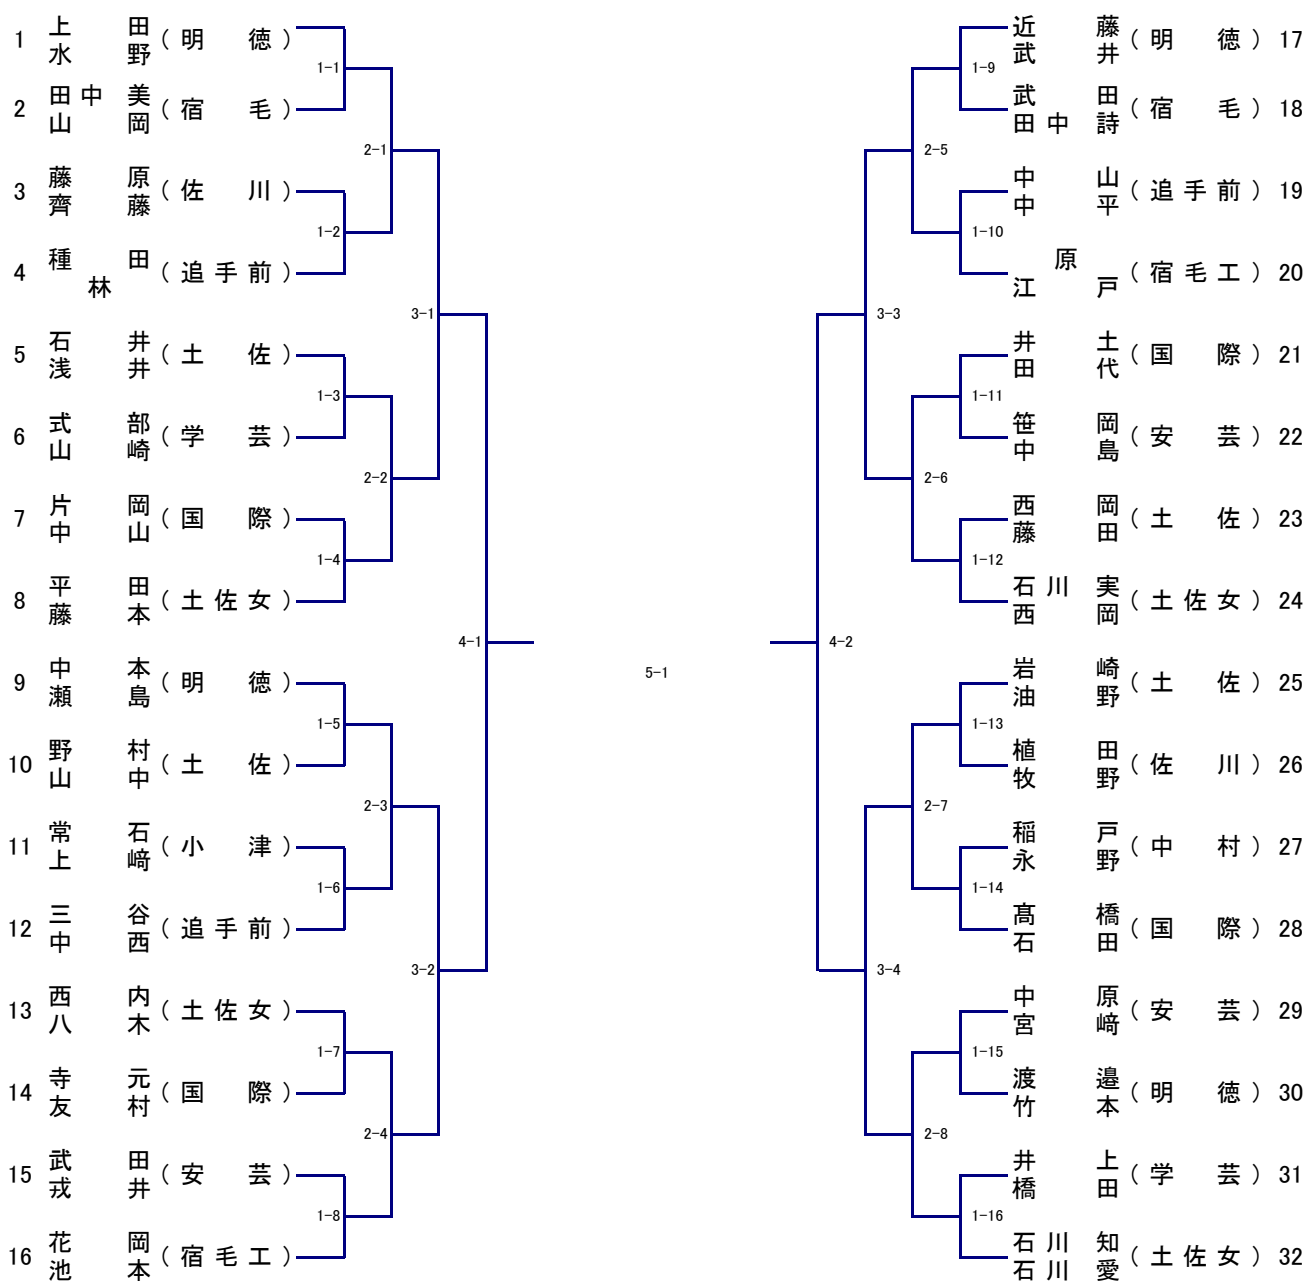 1 上田 水野 (明徳)
1-1
2 田中美 山岡 (宿毛)
2-1
3 藤原 齊藤 (佐川)
1-2
4 種田 林 (追手前)
3-1
5 石井 浅井 (土佐)
1-3
6 式部 山崎 (学芸)
2-2
7 片岡 中山 (国際)
1-4
8 平田 藤本 (土佐女)
4-1
9 中本 瀬島 (明徳)
1-5
10 野村 山中 (土佐)
2-3
11 常石 上﨑 (小津)
1-6
12 三谷 中西 (追手前)
3-2
13 西内 八木 (土佐女)
1-7
14 寺元 友村 (国際)
2-4
15 武田 戎井 (安芸)
1-8
16 花岡 池本 (宿毛工)
5-1
近藤 武井 (明徳) 17
1-9
武田 田中詩 (宿毛) 18
2-5
中山 中平 (追手前) 19
1-10
原 江戸 (宿毛工) 20
3-3
井土 田代 (国際) 21
1-11
笹岡 中島 (安芸) 22
2-6
西岡 藤田 (土佐) 23
1-12
石川実 西岡 (土佐女) 24
4-2
岩崎 油野 (土佐) 25
1-13
植田 牧野 (佐川) 26
2-7
稲戸 永野 (中村) 27
1-14
髙橋 石田 (国際) 28
3-4
中原 宮﨑 (安芸) 29
1-15
渡邉 竹本 (明徳) 30
2-8
井上 橋田 (学芸) 31
1-16
石川知 石川愛 (土佐女) 32